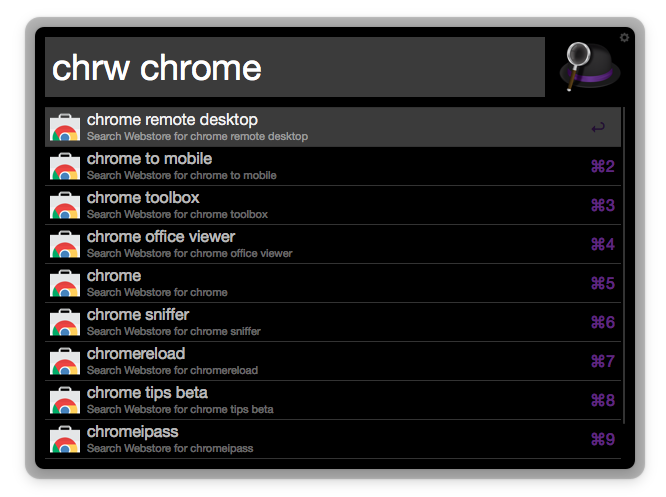 chrw chrome
chrome remote desktop
Search Webstore for chrome remote desktop
↩
chrome to mobile
Search Webstore for chrome to mobile
⌘2
chrome toolbox
Search Webstore for chrome toolbox
⌘3
chrome office viewer
Search Webstore for chrome office viewer
⌘4
chrome
Search Webstore for chrome
⌘5
chrome sniffer
Search Webstore for chrome sniffer
⌘6
chromereload
Search Webstore for chromereload
⌘7
chrome tips beta
Search Webstore for chrome tips beta
⌘8
chromeipass
Search Webstore for chromeipass
⌘9